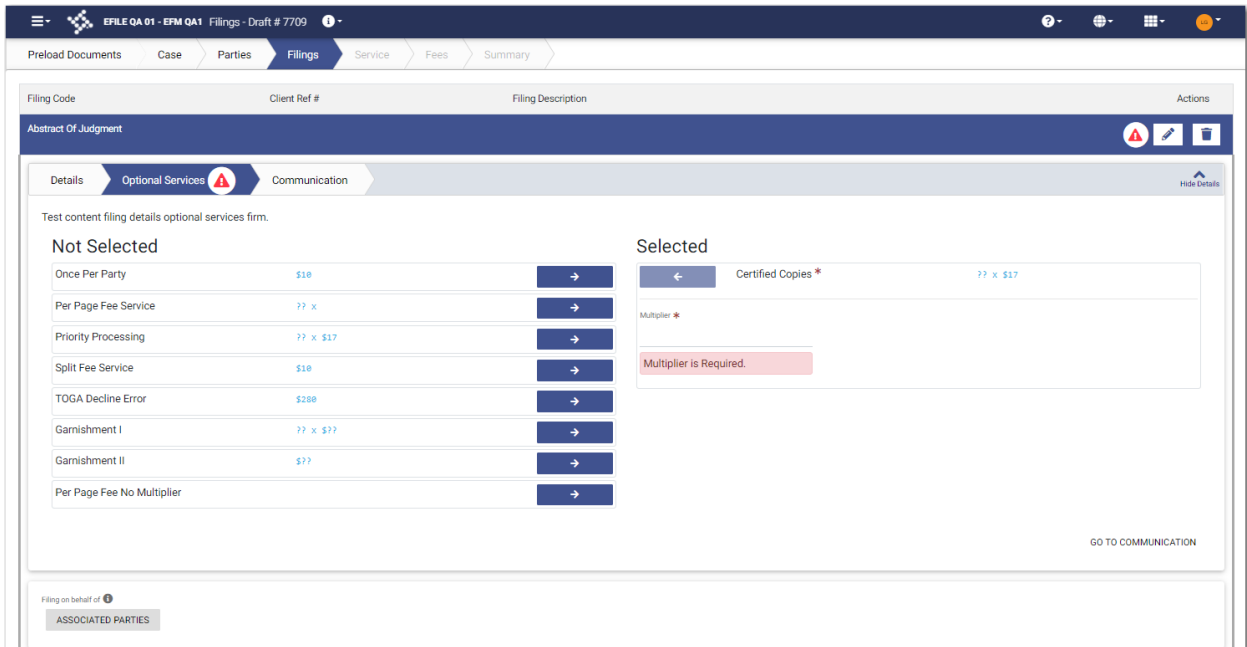 EFILE QA 01 - EFM QA1 Filings - Draft # 7709
Preload Documents Case Parties Filings Service Fees Summary
Filing Code Client Ref # Filing Description Actions
Abstract Of Judgment
Details Optional Services Communication Hide Details
Test content filing details optional services firm.
Not Selected Selected
Once Per Party $10 Certified Copies * ?? x $17
Per Page Fee Service ?? x
Multiplier *
Priority Processing ?? x $17
Split Fee Service $10 Multiplier is Required.
TOGA Decline Error $280
Garnishment I ?? x $??
Garnishment II $??
Per Page Fee No Multiplier
GO TO COMMUNICATION
Filing on behalf of
ASSOCIATED PARTIES